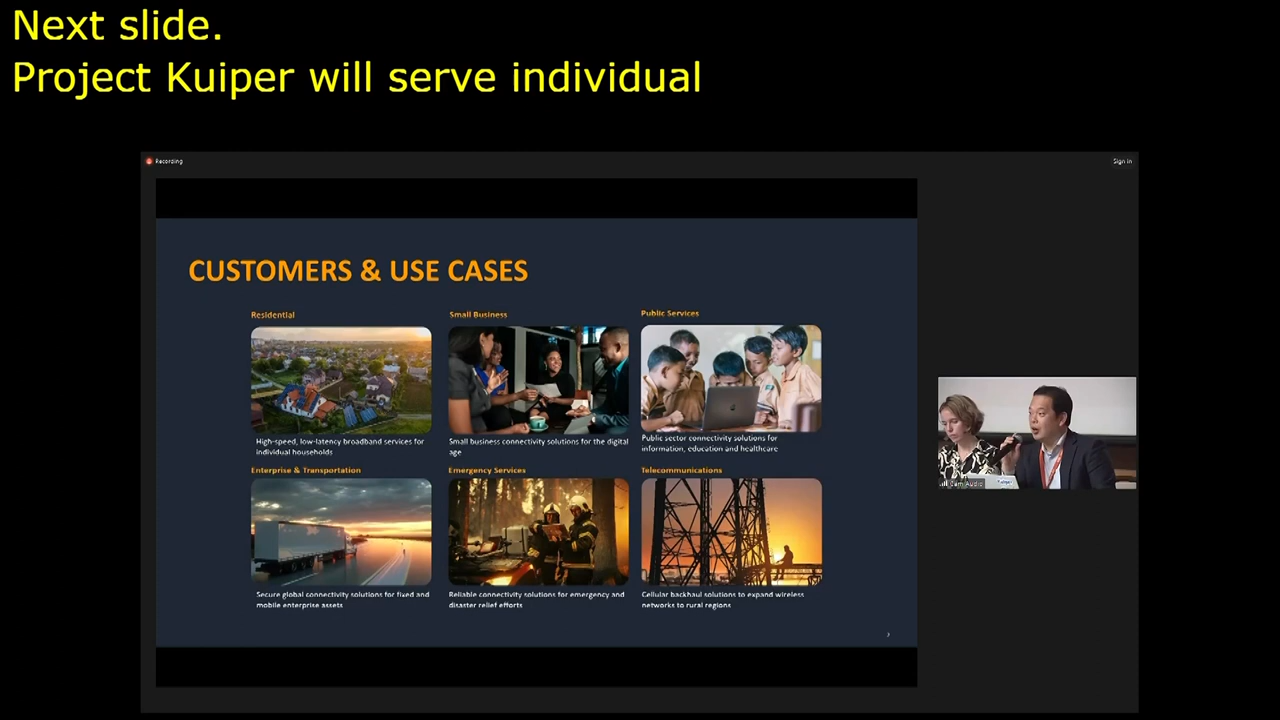 Next slide.
Project Kuiper will serve individual
Recording
Sign in
CUSTOMERS & USE CASES
Residential
Small Business
Public Services
High-speed, low-latency broadband services for
individual households
Small business connectivity solutions for the digital
age
Public sector connectivity solutions for
information, education and healthcare
Enterprise & Transportation
Emergency Services
Telecommunications
Secure global connectivity solutions for fixed and
mobile enterprise assets
Reliable connectivity solutions for emergency and
disaster relief efforts
Cellular backhaul solutions to expand wireless
networks to rural regions
7